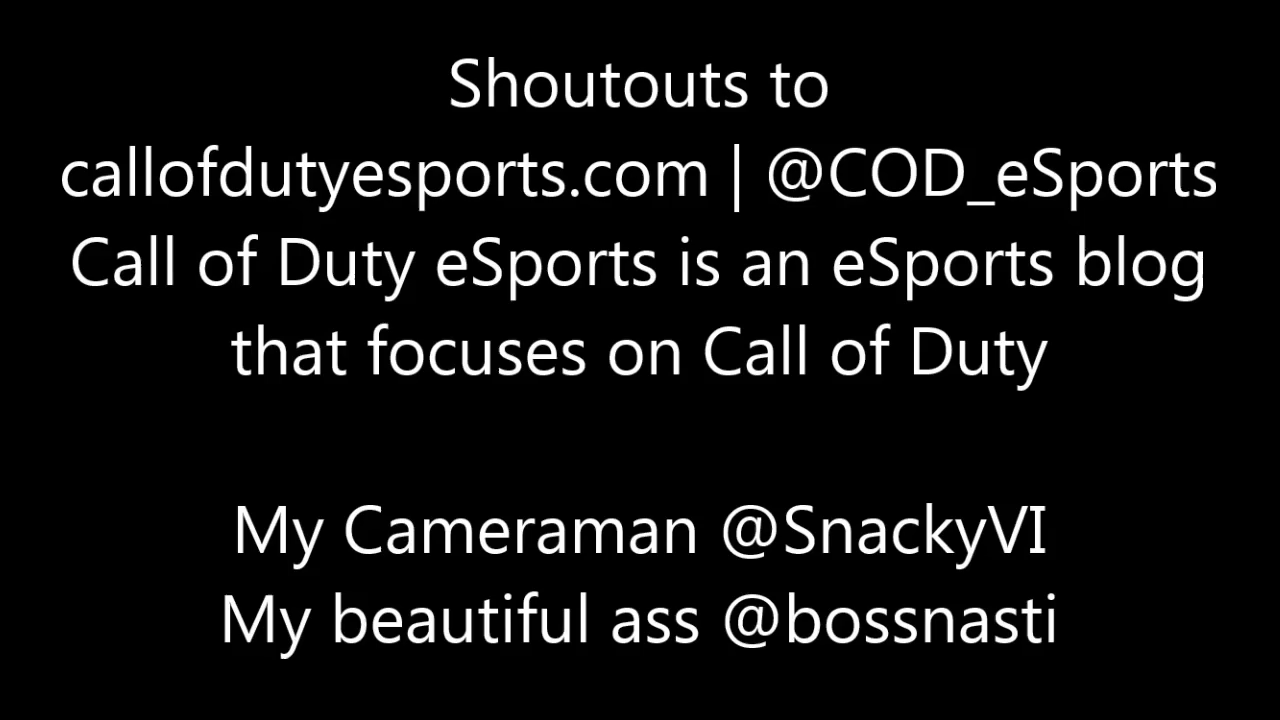 Shoutouts to
callofdutyesports.com | @COD_eSports
Call of Duty eSports is an eSports blog
that focuses on Call of Duty
My Cameraman @SnackyVI
My beautiful ass @bossnasti